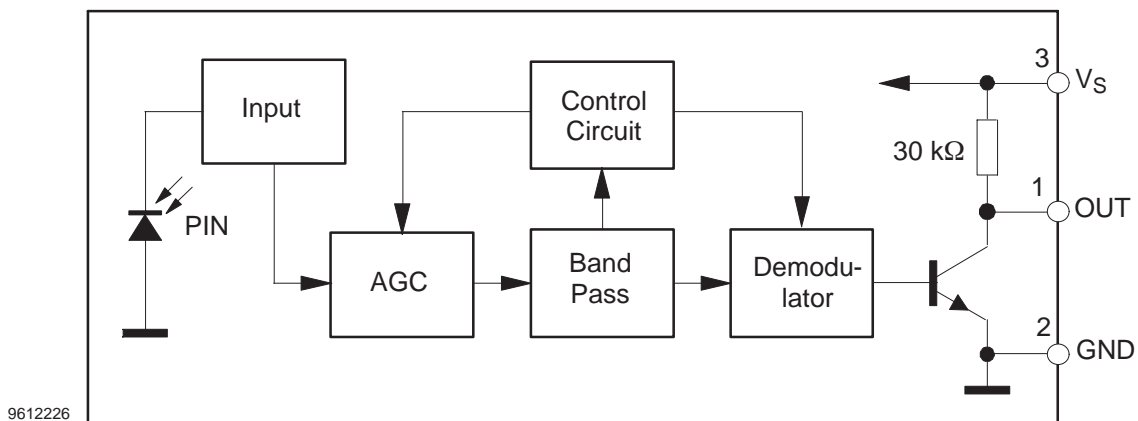 Input
Control
Circuit
3
V_S
30 kΩ
1
OUT
PIN
AGC
Band
Pass
Demodu-
lator
2
GND
9612226